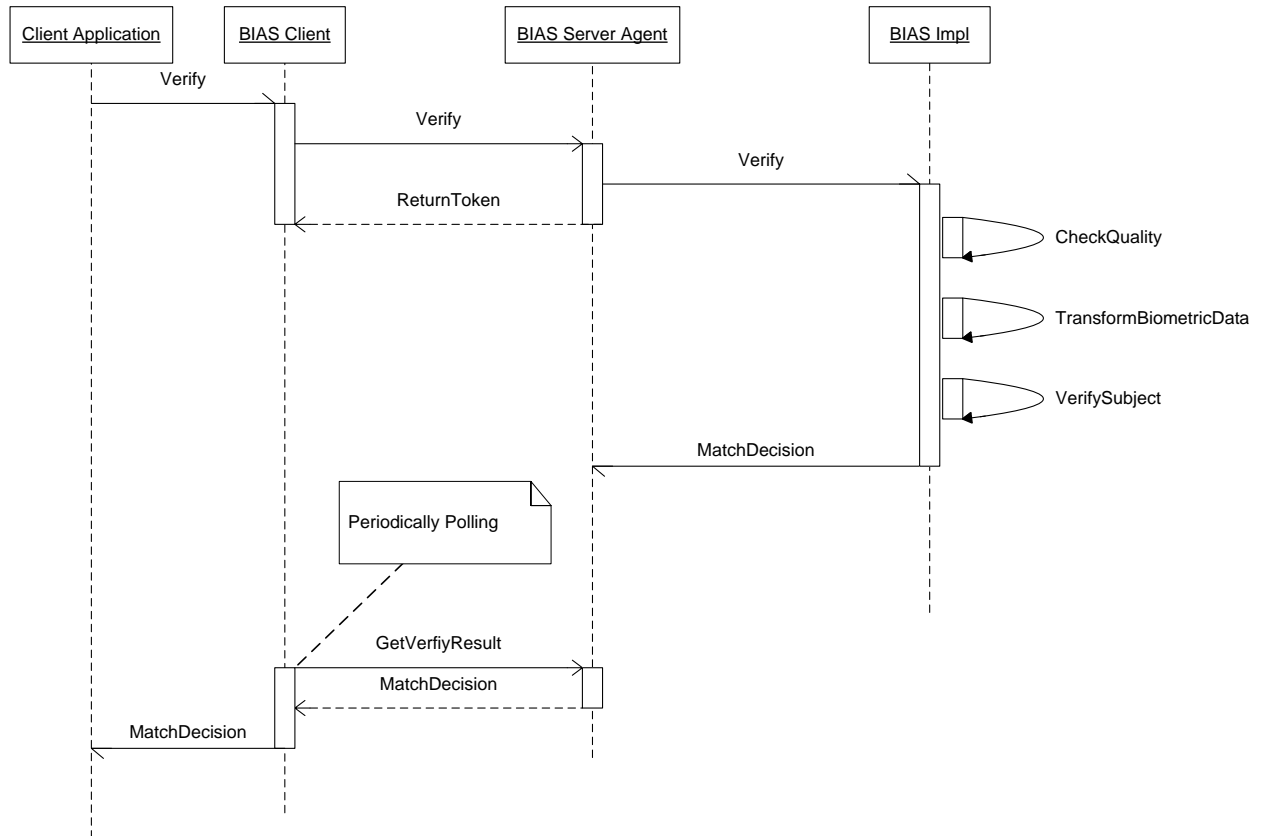 Client Application
BIAS Client
BIAS Server Agent
BIAS Impl
Verify
Verify
Verify
ReturnToken
CheckQuality
TransformBiometricData
VerifySubject
MatchDecision
Periodically Polling
GetVerfiyResult
MatchDecision
MatchDecision